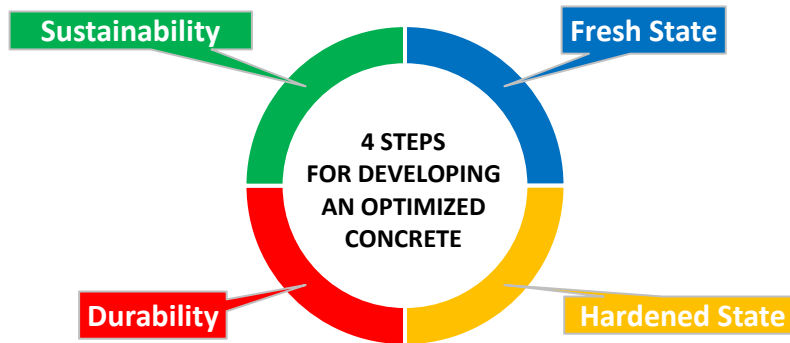 Sustainability
Fresh State
4 STEPS
FOR DEVELOPING
AN OPTIMIZED
CONCRETE
Durability
Hardened State